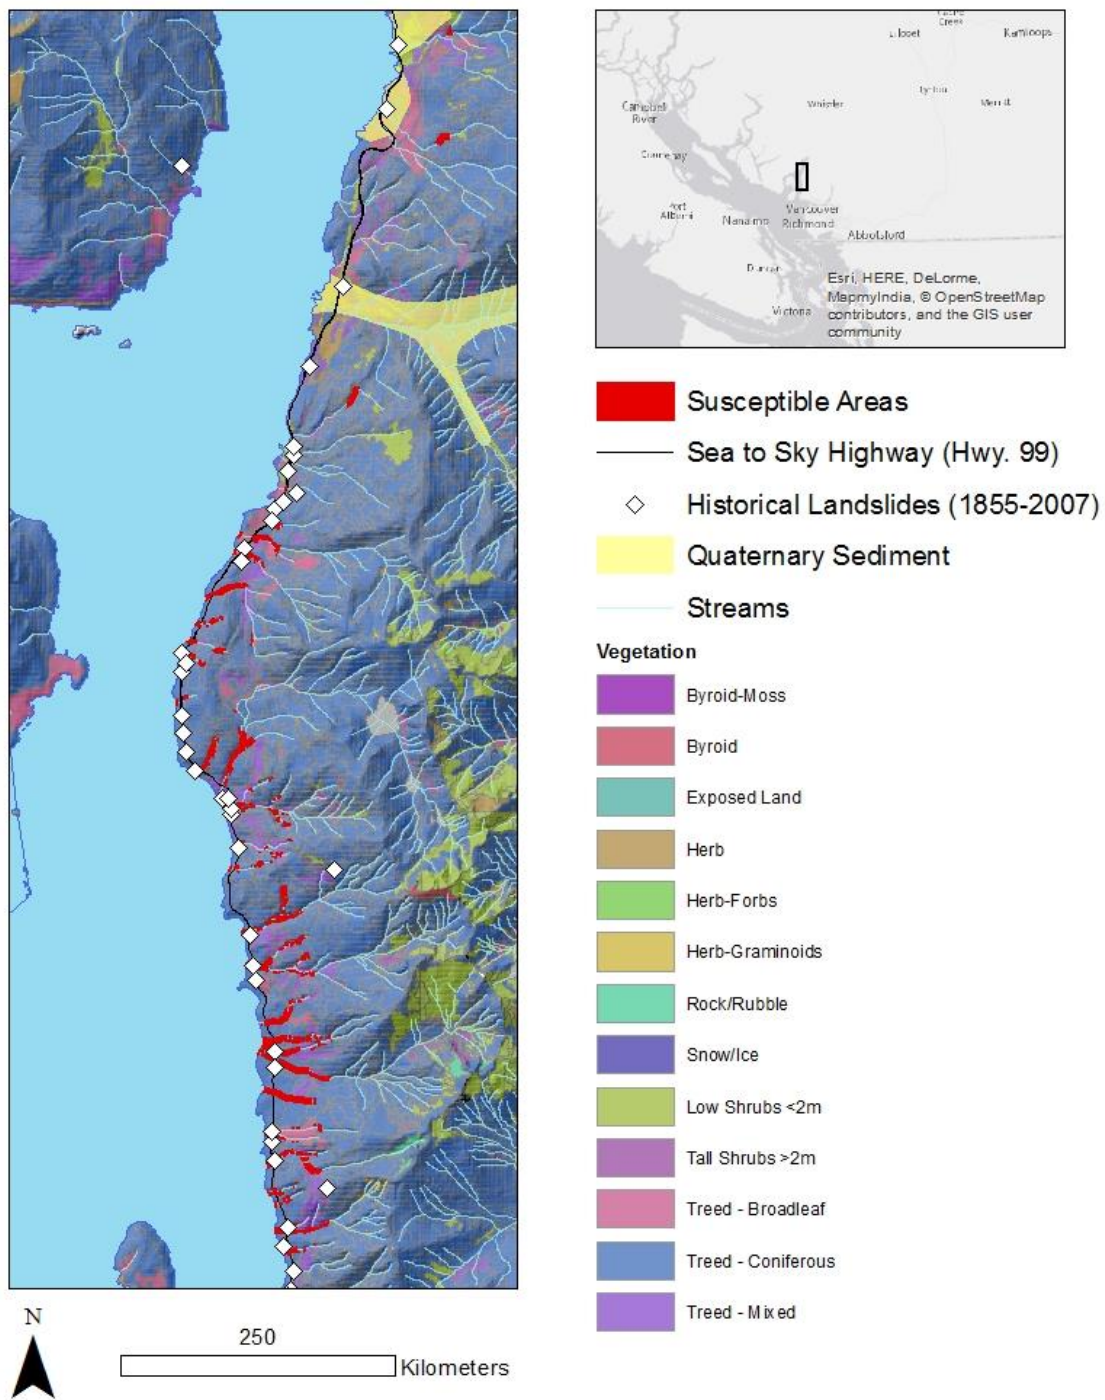 Creek
Lillooet
Kamloops
Lytton
Whistler
Merritt
Campbell
River
Courtenay
Port
Alberni
Nanaimo
Vancouver
Richmond
Abbotsford
Duncan
Victoria
Esri, HERE, DeLorme,
MapmyIndia, © OpenStreetMap
contributors, and the GIS user
community
Susceptible Areas
Sea to Sky Highway (Hwy. 99)
Historical Landslides (1855-2007)
Quaternary Sediment
Streams
Vegetation
Byroid-Moss
Byroid
Exposed Land
Herb
Herb-Forbs
Herb-Graminoids
Rock/Rubble
Snow/Ice
Low Shrubs <2m
Tall Shrubs >2m
Treed - Broadleaf
Treed - Coniferous
Treed - Mixed
N
250
Kilometers